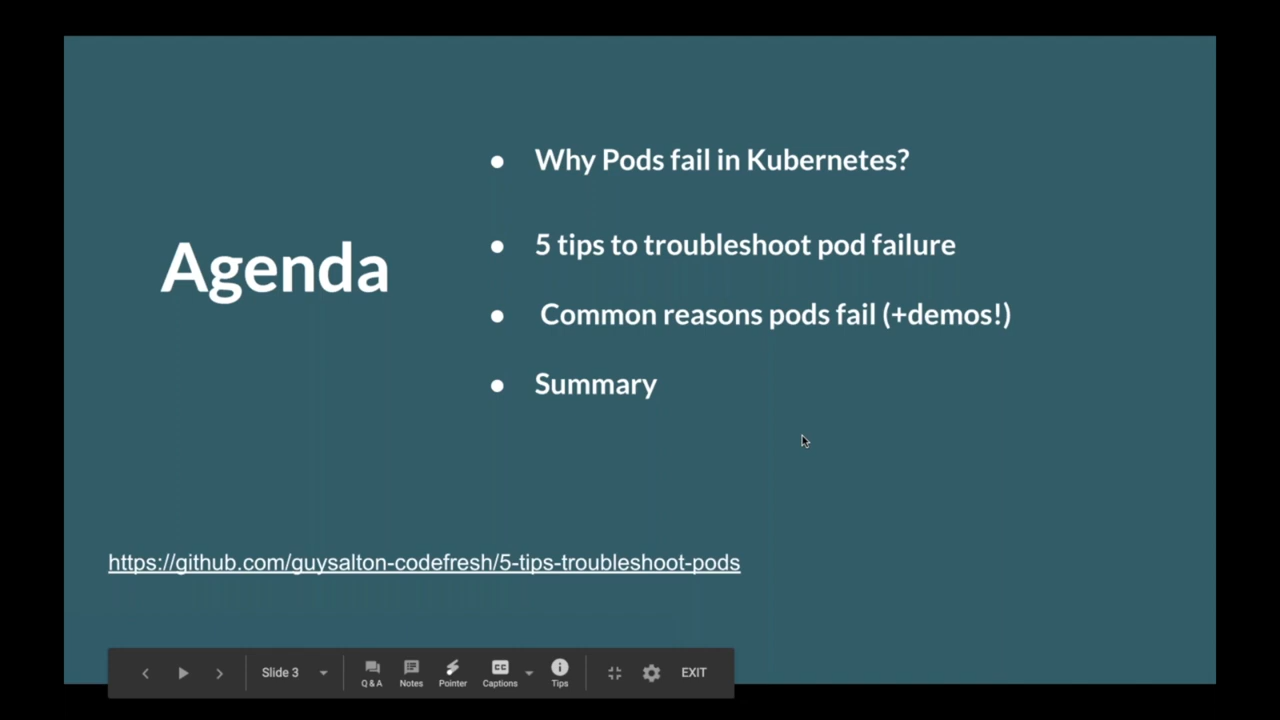 Agenda
● Why Pods fail in Kubernetes?
● 5 tips to troubleshoot pod failure
● Common reasons pods fail (+demos!)
● Summary
https://github.com/guysalton-codefresh/5-tips-troubleshoot-pods
Slide 3
Q & A
Notes
Pointer
CC
Captions
Tips
EXIT